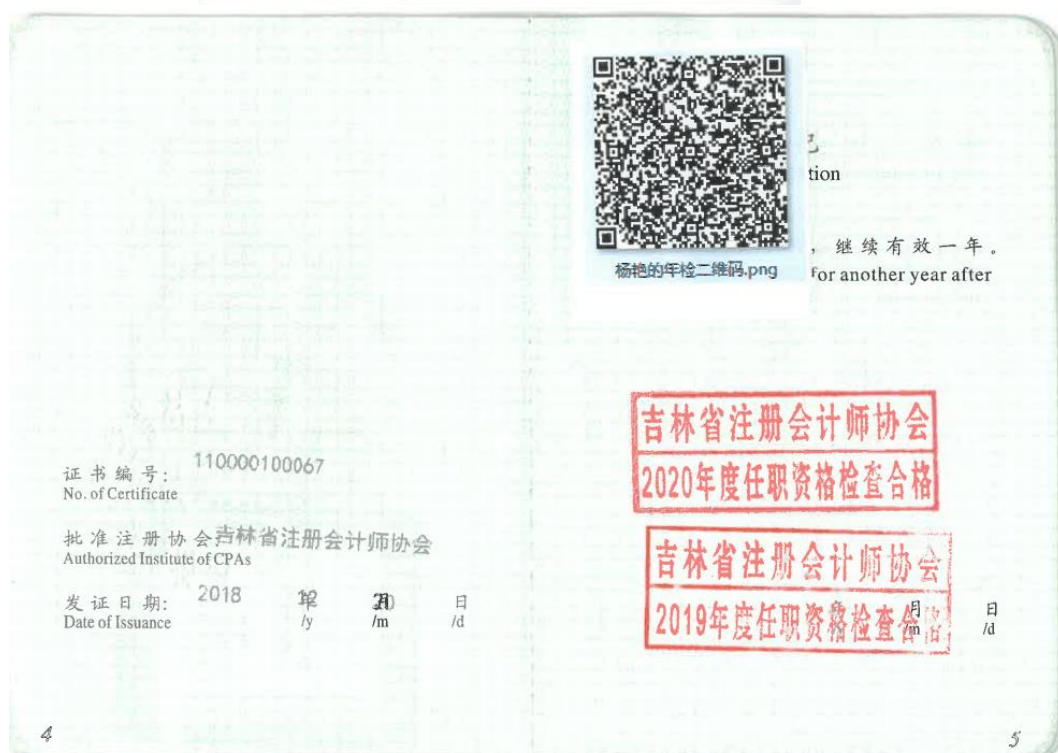 证书编号: 110000100067
No. of Certificate
批准注册协会: 吉林省注册会计师协会
Authorized Institute of CPAs
发证日期: 2018 年 12 月 20 日
Date of Issuance /y /m /d
4
tion
杨艳的年检二维码.png
, 继续有效一年。
for another year after
吉林省注册会计师协会
2020年度任职资格检查合格
吉林省注册会计师协会
2019年度任职资格检查合格
月 日
/m /d
5